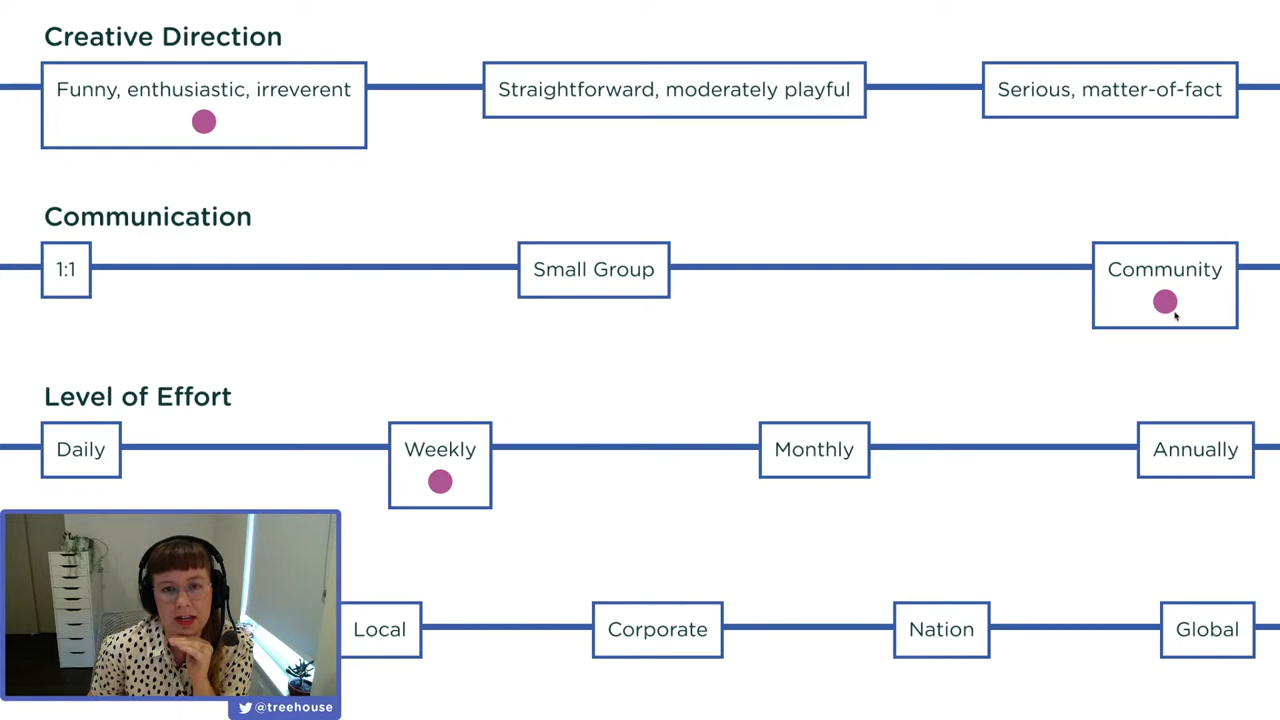 Creative Direction
Funny, enthusiastic, irreverent
Straightforward, moderately playful
Serious, matter-of-fact
Communication
1:1
Small Group
Community
Level of Effort
Daily
Weekly
Monthly
Annually
Local
Corporate
Nation
Global
@treehouse